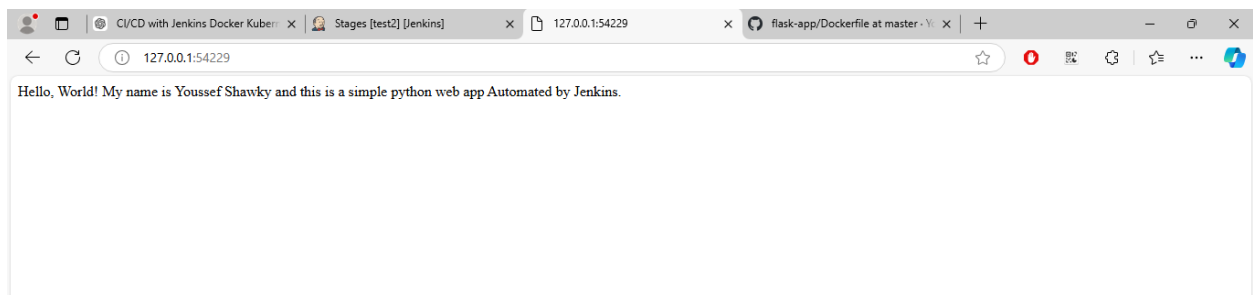 CI/CD with Jenkins Docker Kubern
Stages [test2] [Jenkins]
127.0.0.1:54229
flask-app/Dockerfile at master · Yo
127.0.0.1:54229
Hello, World! My name is Youssef Shawky and this is a simple python web app Automated by Jenkins.